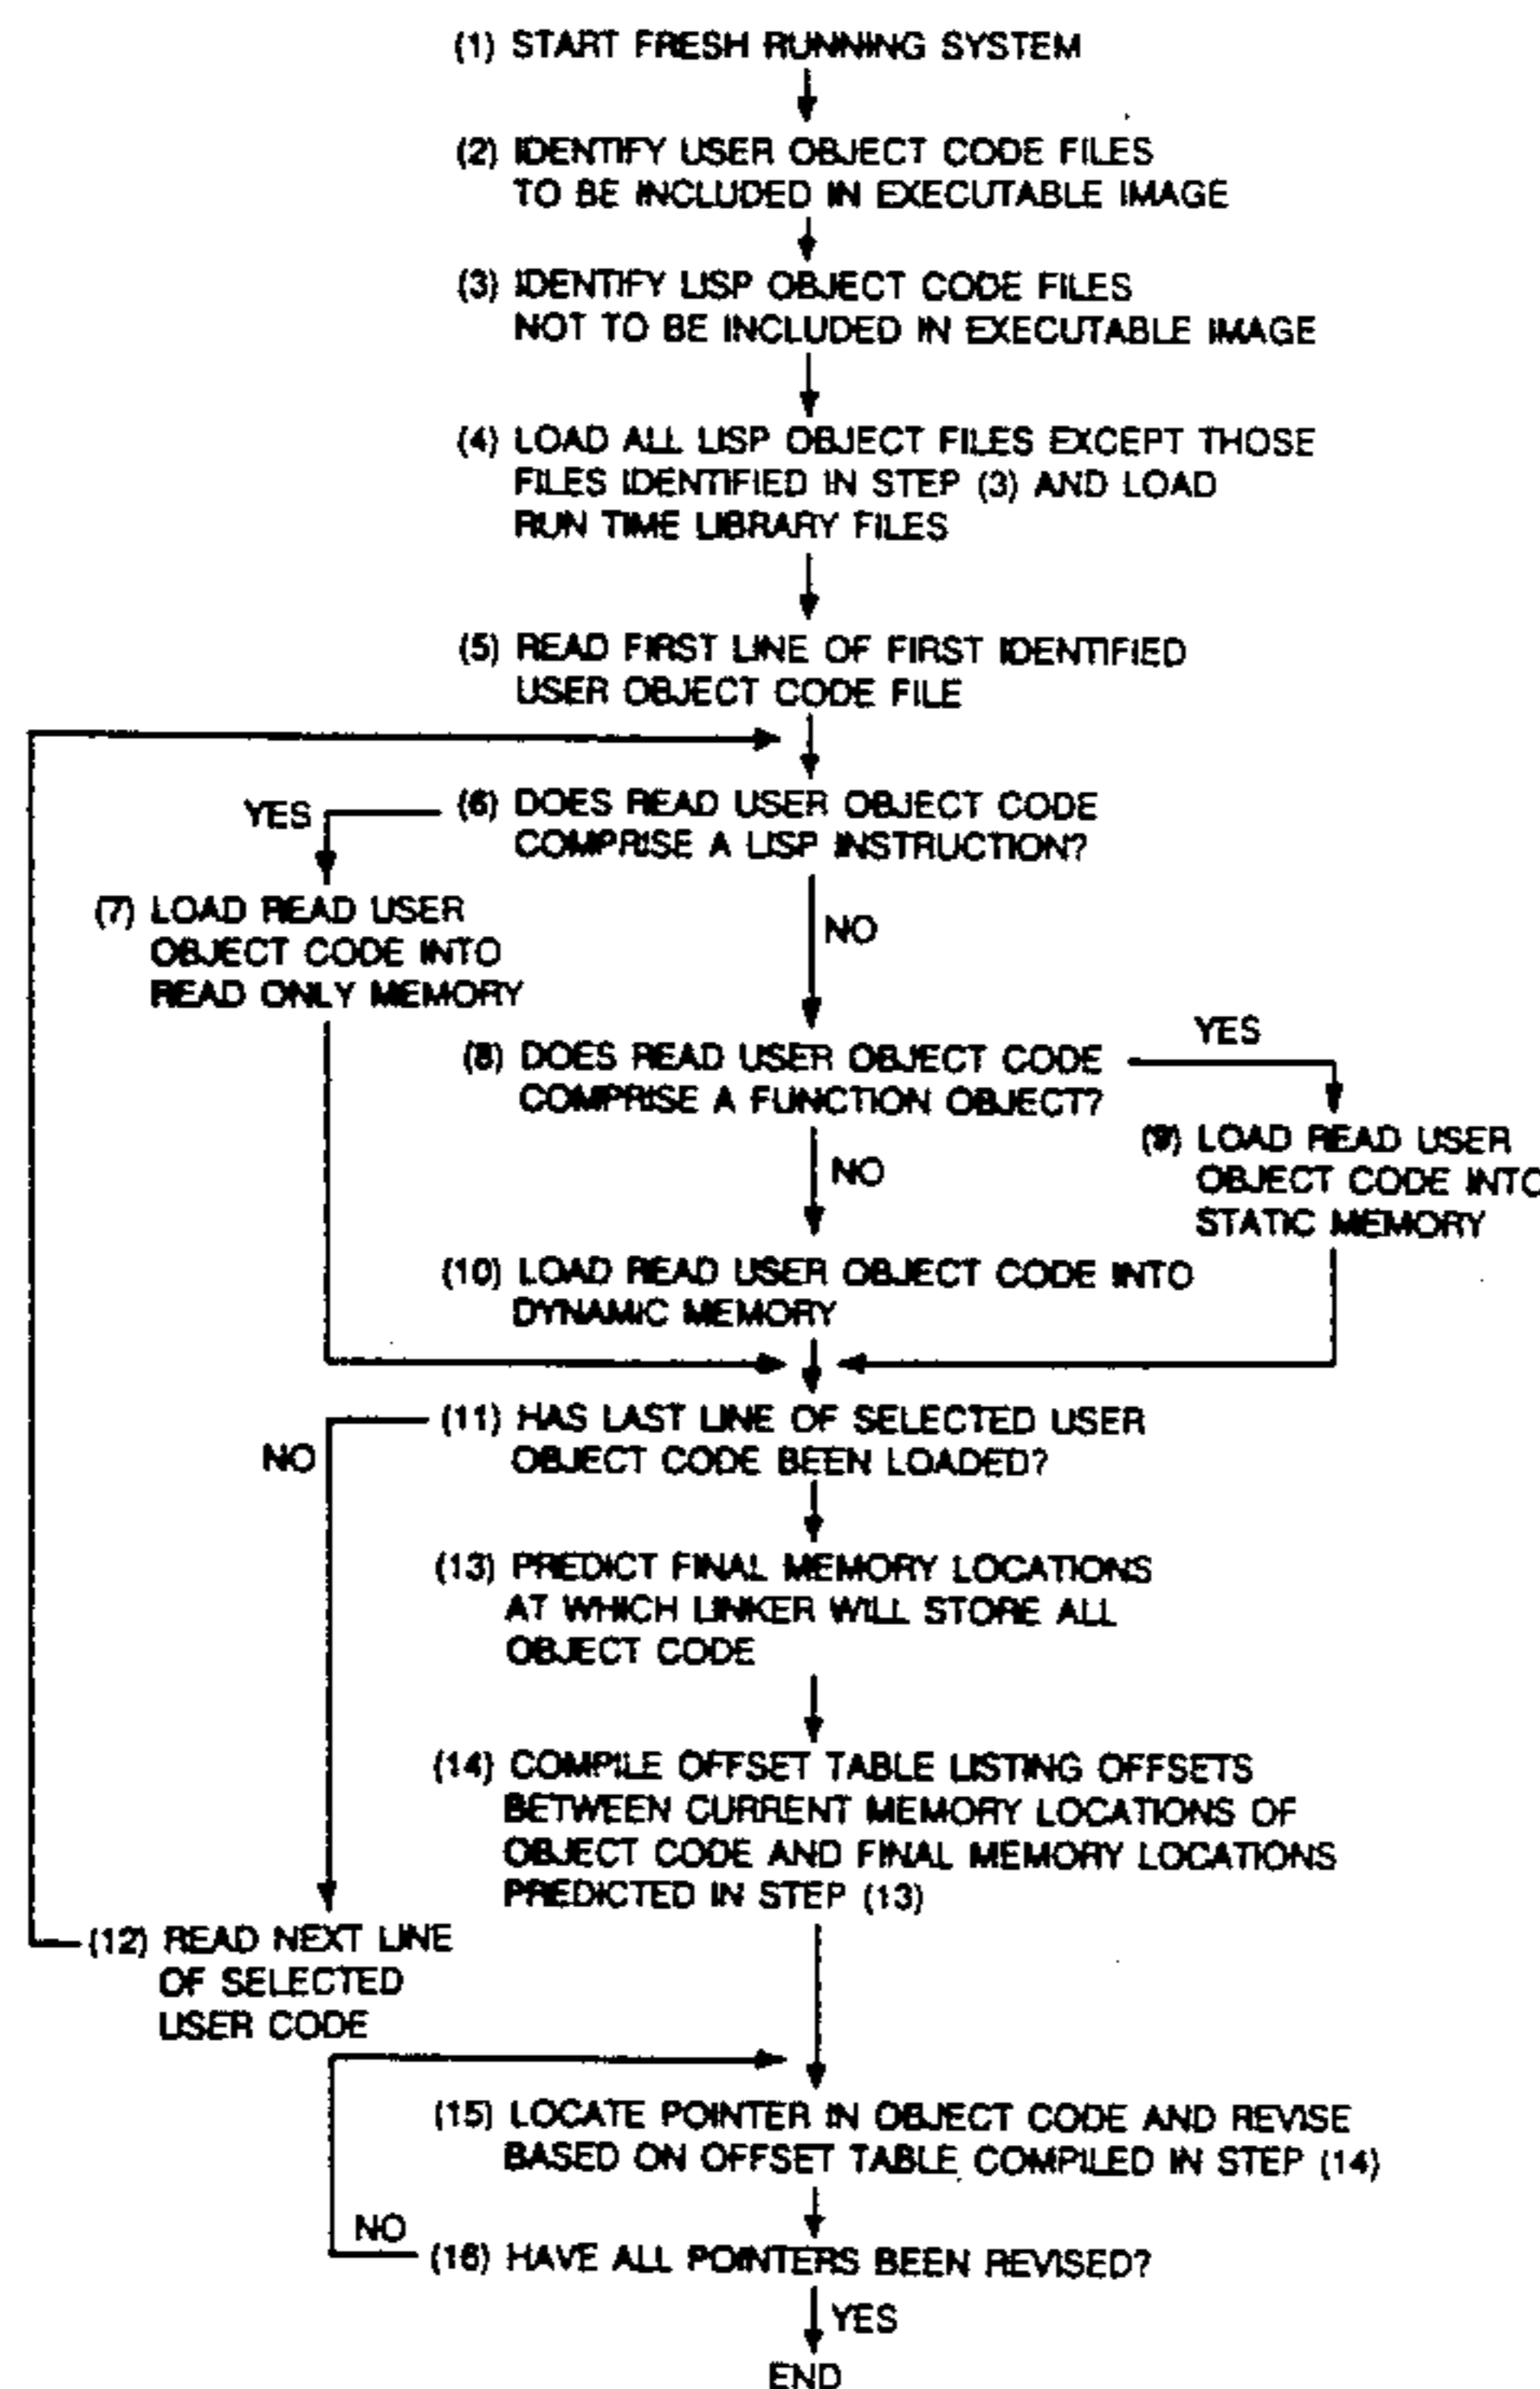 (1) START FRESH RUNNING SYSTEM
(2) IDENTIFY USER OBJECT CODE FILES
TO BE INCLUDED IN EXECUTABLE IMAGE
(3) IDENTIFY LISP OBJECT CODE FILES
NOT TO BE INCLUDED IN EXECUTABLE IMAGE
(4) LOAD ALL LISP OBJECT FILES EXCEPT THOSE
FILES IDENTIFIED IN STEP (3) AND LOAD
RUN TIME LIBRARY FILES
(5) READ FIRST LINE OF FIRST IDENTIFIED
USER OBJECT CODE FILE
(6) DOES READ USER OBJECT CODE
COMPRISE A LISP INSTRUCTION?
YES
(7) LOAD READ USER
OBJECT CODE INTO
READ ONLY MEMORY
NO
(8) DOES READ USER OBJECT CODE
COMPRISE A FUNCTION OBJECT?
YES
(9) LOAD READ USER
OBJECT CODE INTO
STATIC MEMORY
NO
(10) LOAD READ USER OBJECT CODE INTO
DYNAMIC MEMORY
(11) HAS LAST LINE OF SELECTED USER
OBJECT CODE BEEN LOADED?
NO
(13) PREDICT FINAL MEMORY LOCATIONS
AT WHICH LINKER WILL STORE ALL
OBJECT CODE
(14) COMPILE OFFSET TABLE LISTING OFFSETS
BETWEEN CURRENT MEMORY LOCATIONS OF
OBJECT CODE AND FINAL MEMORY LOCATIONS
PREDICTED IN STEP (13)
(12) READ NEXT LINE
OF SELECTED
USER CODE
(15) LOCATE POINTER IN OBJECT CODE AND REVISE
BASED ON OFFSET TABLE COMPILED IN STEP (14)
NO
(16) HAVE ALL POINTERS BEEN REVISED?
YES
END